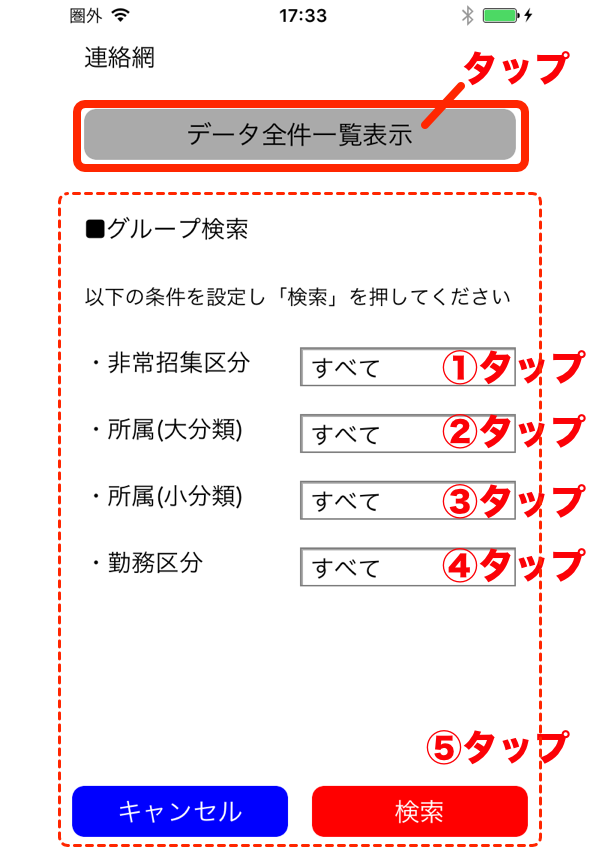 圏外 17:33
連絡網
タップ
データ全件一覧表示
■グループ検索
以下の条件を設定し「検索」を押してください
・非常招集区分 すべて ①タップ
・所属(大分類) すべて ②タップ
・所属(小分類) すべて ③タップ
・勤務区分 すべて ④タップ
⑤タップ
キャンセル 検索